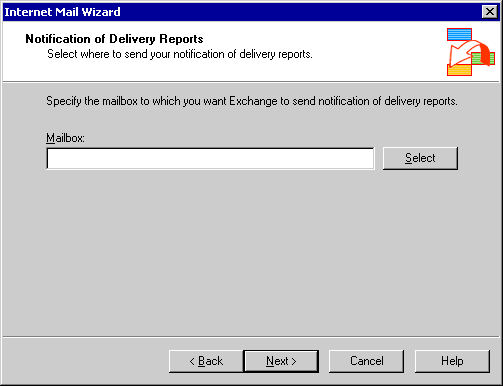 Internet Mail Wizard
Notification of Delivery Reports
Select where to send your notification of delivery reports.
Specify the mailbox to which you want Exchange to send notification of delivery reports.
Mailbox:
Select
< Back
Next >
Cancel
Help